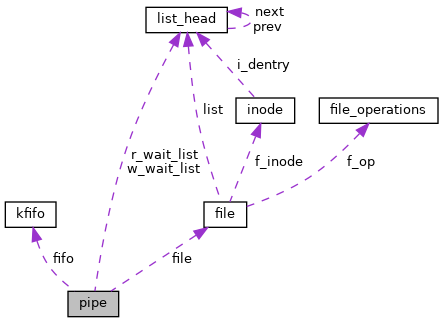 list_head
next
prev
i_dentry
list
inode
file_operations
r_wait_list
w_wait_list
f_inode
f_op
kfifo
file
fifo
file
pipe